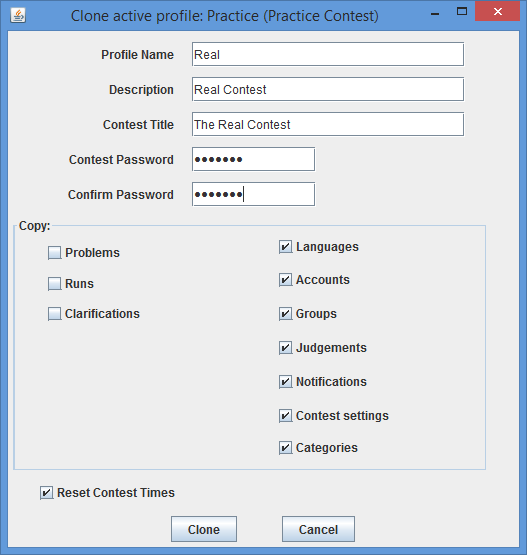 Clone active profile: Practice (Practice Contest)
Profile Name Real
Description Real Contest
Contest Title The Real Contest
Contest Password •••••••
Confirm Password •••••••
Copy:
Problems
Runs
Clarifications
Languages
Accounts
Groups
Judgements
Notifications
Contest settings
Categories
Reset Contest Times
Clone Cancel